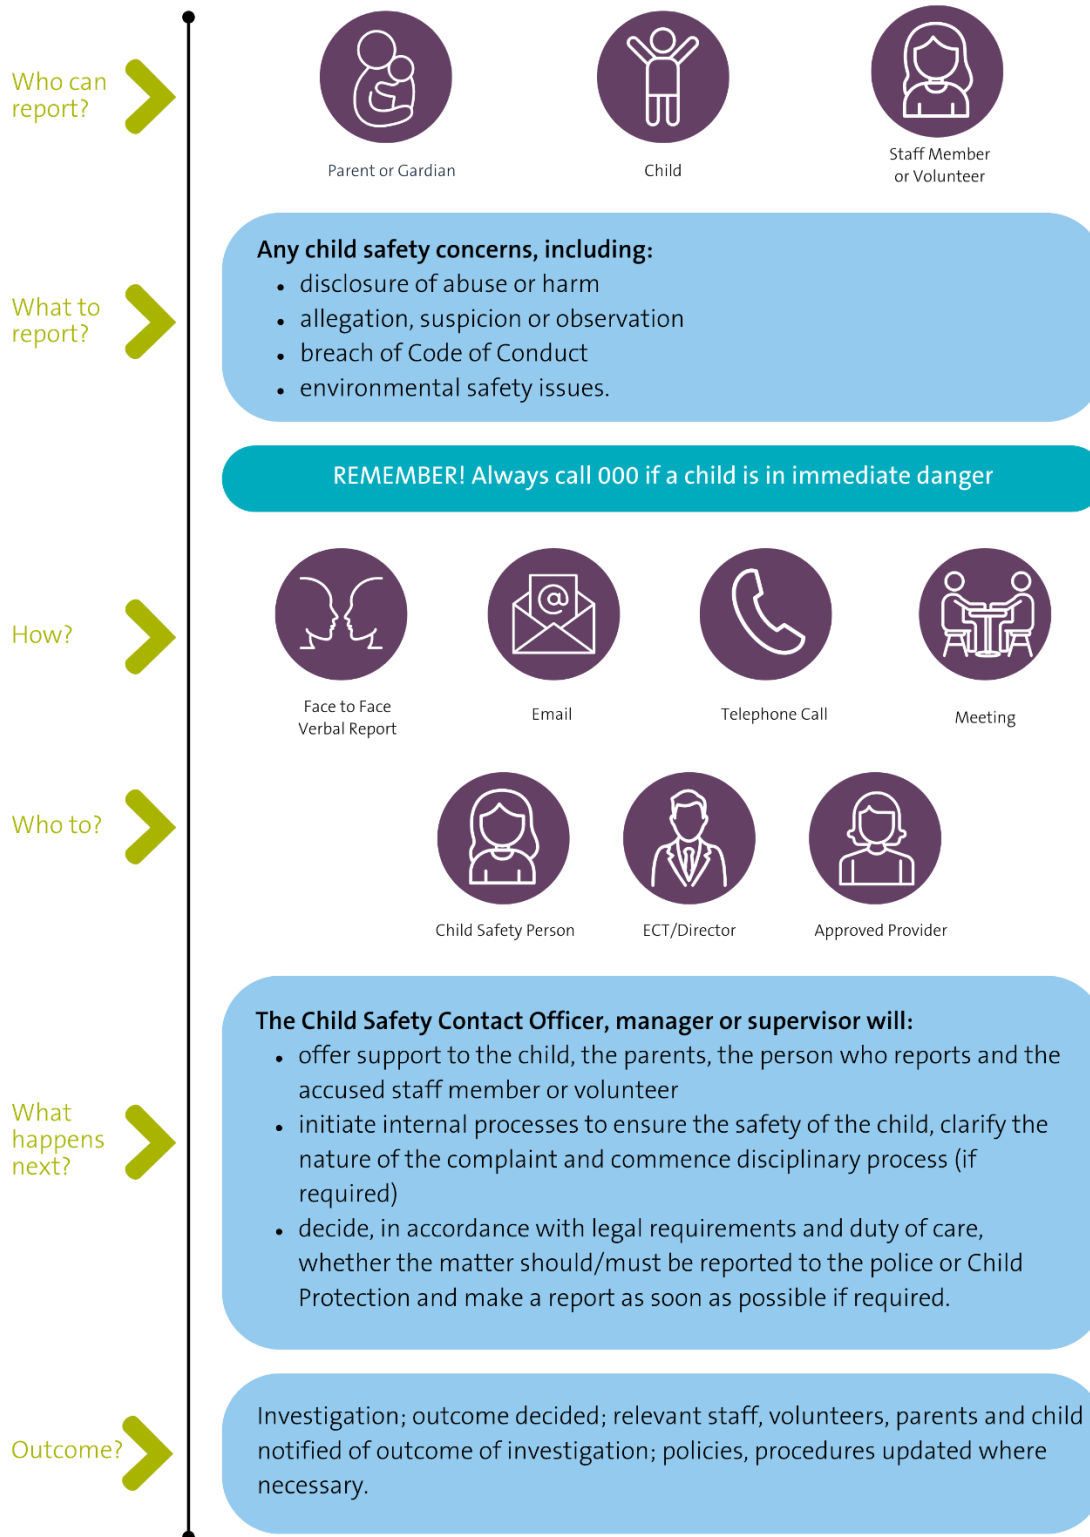 Who can
report?
Parent or Gardian
Child
Staff Member
or Volunteer
What to
report?
Any child safety concerns, including:
• disclosure of abuse or harm
• allegation, suspicion or observation
• breach of Code of Conduct
• environmental safety issues.
REMEMBER! Always call 000 if a child is in immediate danger
How?
@
Face to Face
Verbal Report
Email
Telephone Call
Meeting
Who to?
Child Safety Person
ECT/Director
Approved Provider
What
happens
next?
The Child Safety Contact Officer, manager or supervisor will:
• offer support to the child, the parents, the person who reports and the
accused staff member or volunteer
• initiate internal processes to ensure the safety of the child, clarify the
nature of the complaint and commence disciplinary process (if
required)
• decide, in accordance with legal requirements and duty of care,
whether the matter should/must be reported to the police or Child
Protection and make a report as soon as possible if required.
Outcome?
Investigation; outcome decided; relevant staff, volunteers, parents and child
notified of outcome of investigation; policies, procedures updated where
necessary.